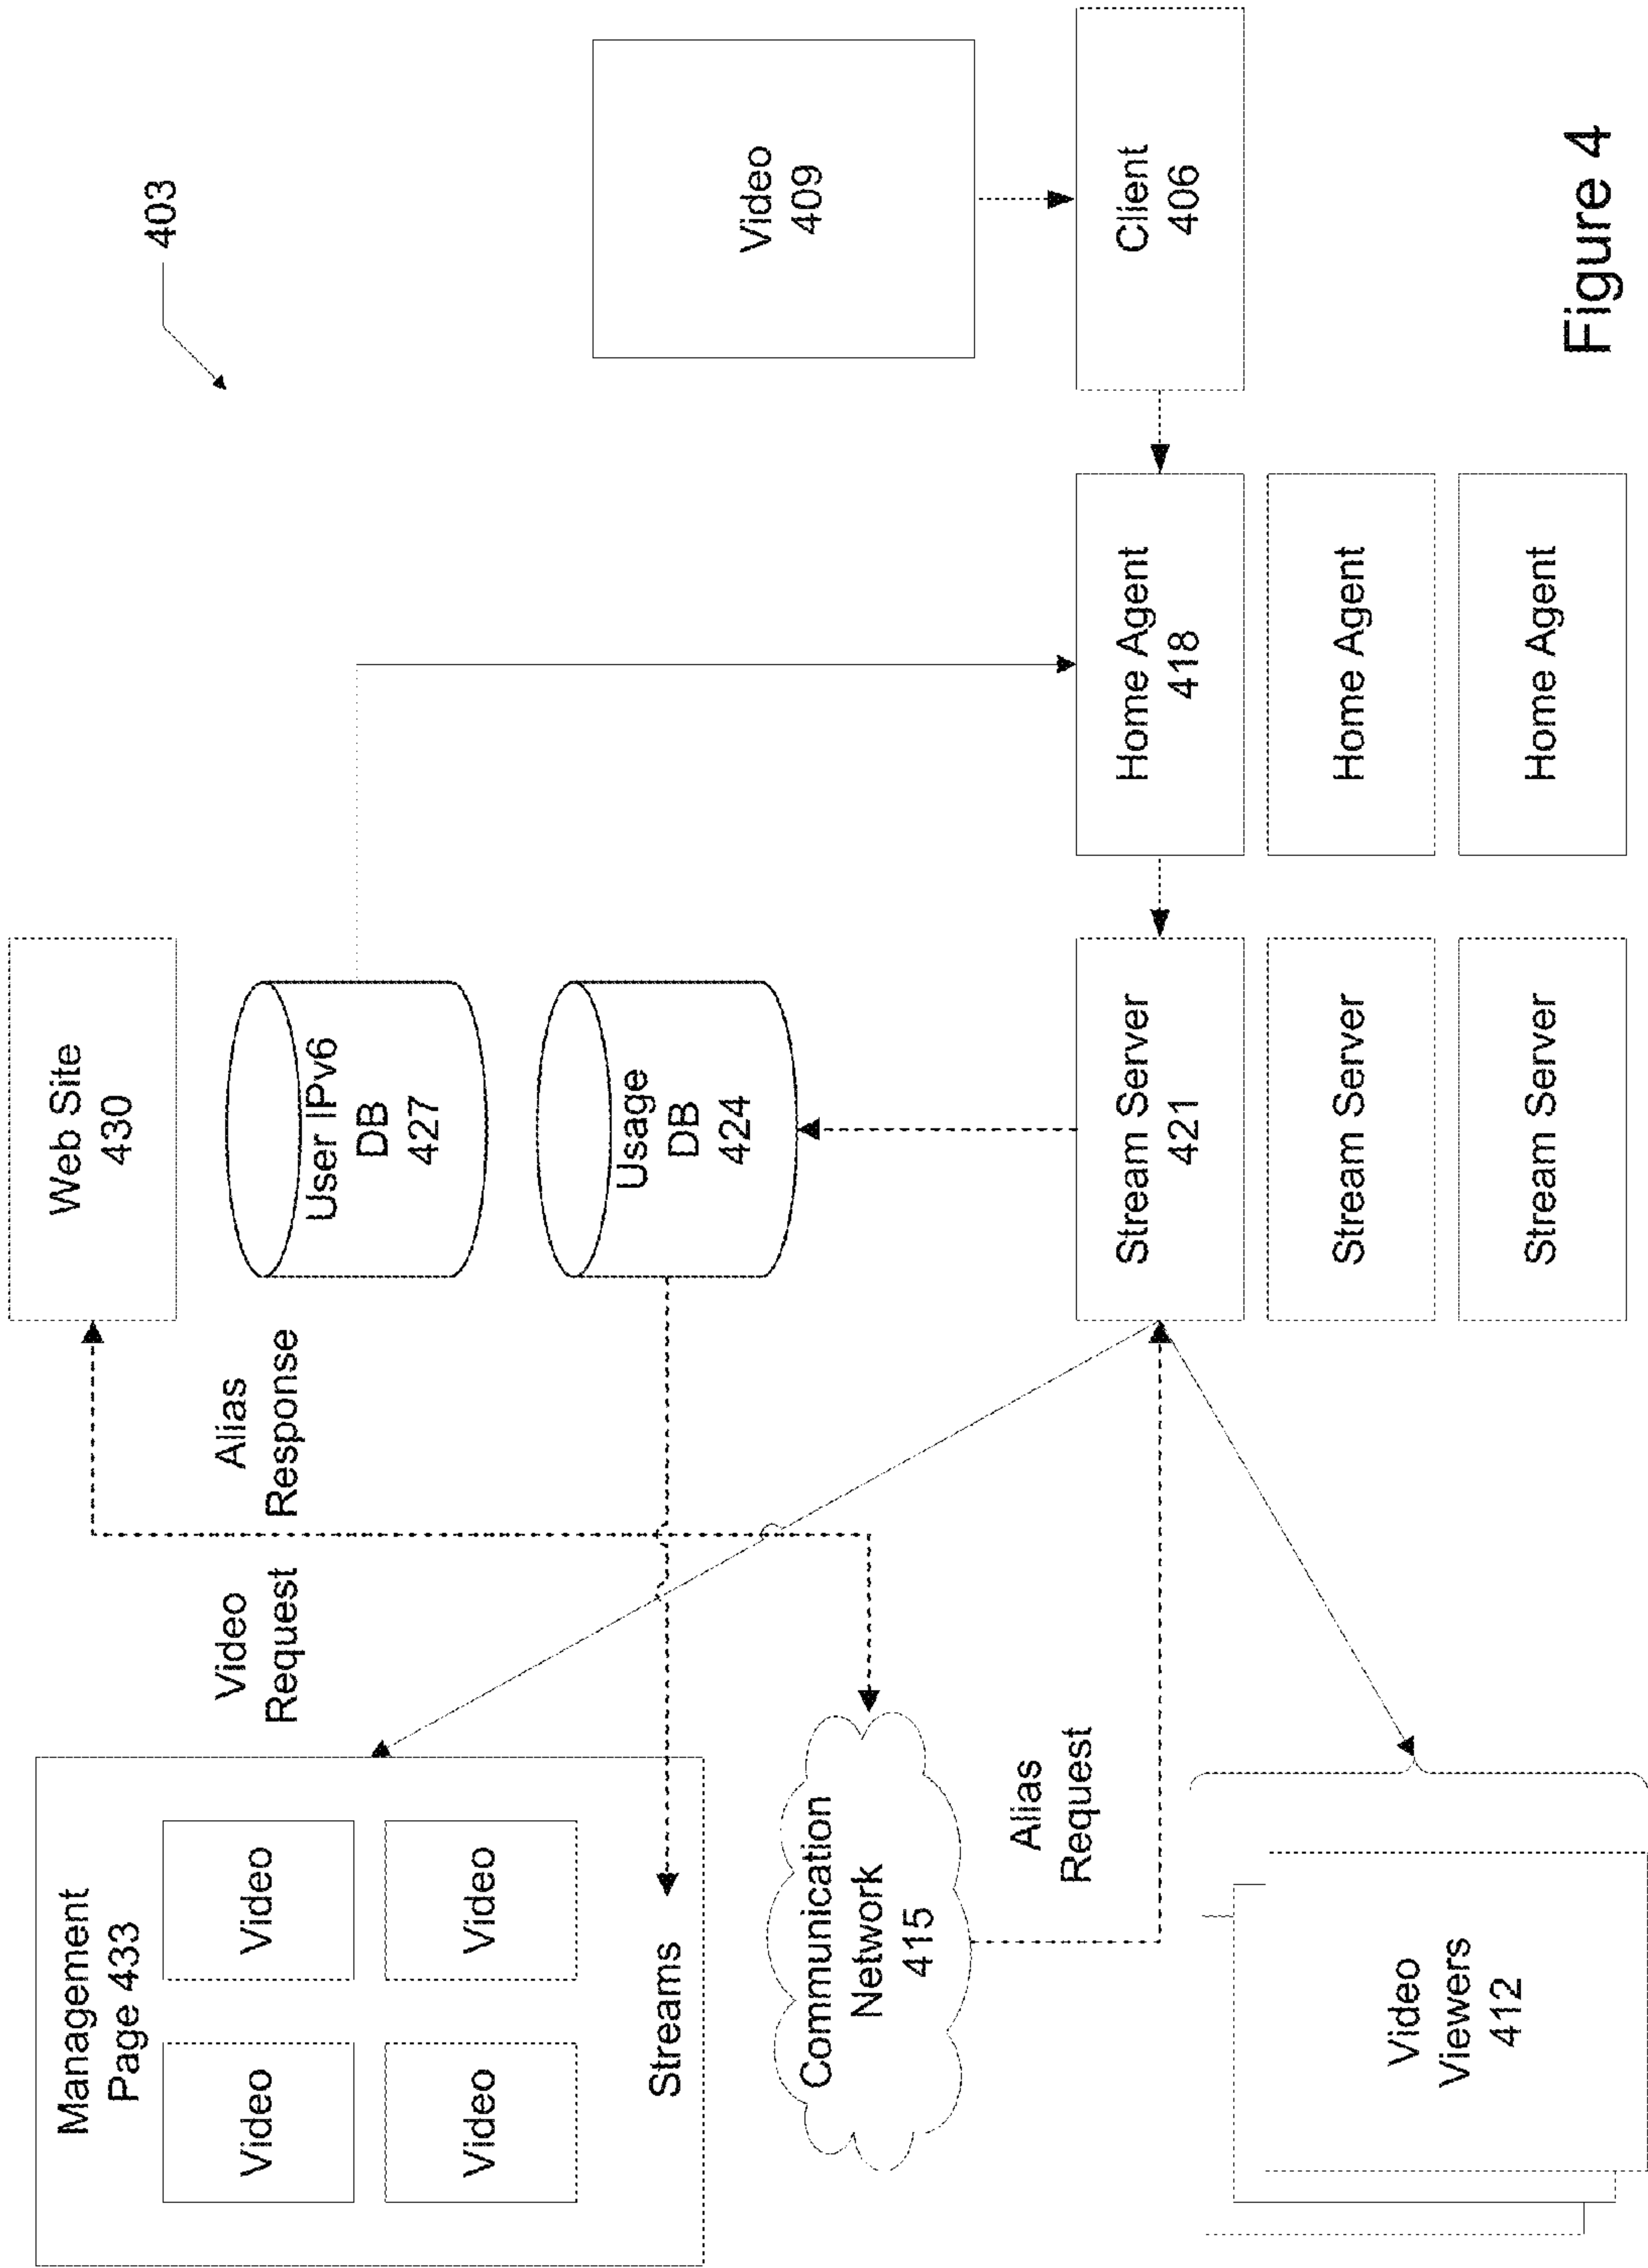 403
Management
Page 433
Video
Video
Video
Video
Streams
Video
Request
Alias
Response
Web Site
430
User IPv6
DB
427
Usage
DB
424
Video
409
Communication
Network
415
Alias
Request
Video
Viewers
412
Stream Server
421
Stream Server
Stream Server
Home Agent
418
Home Agent
Home Agent
Client
406
Figure 4